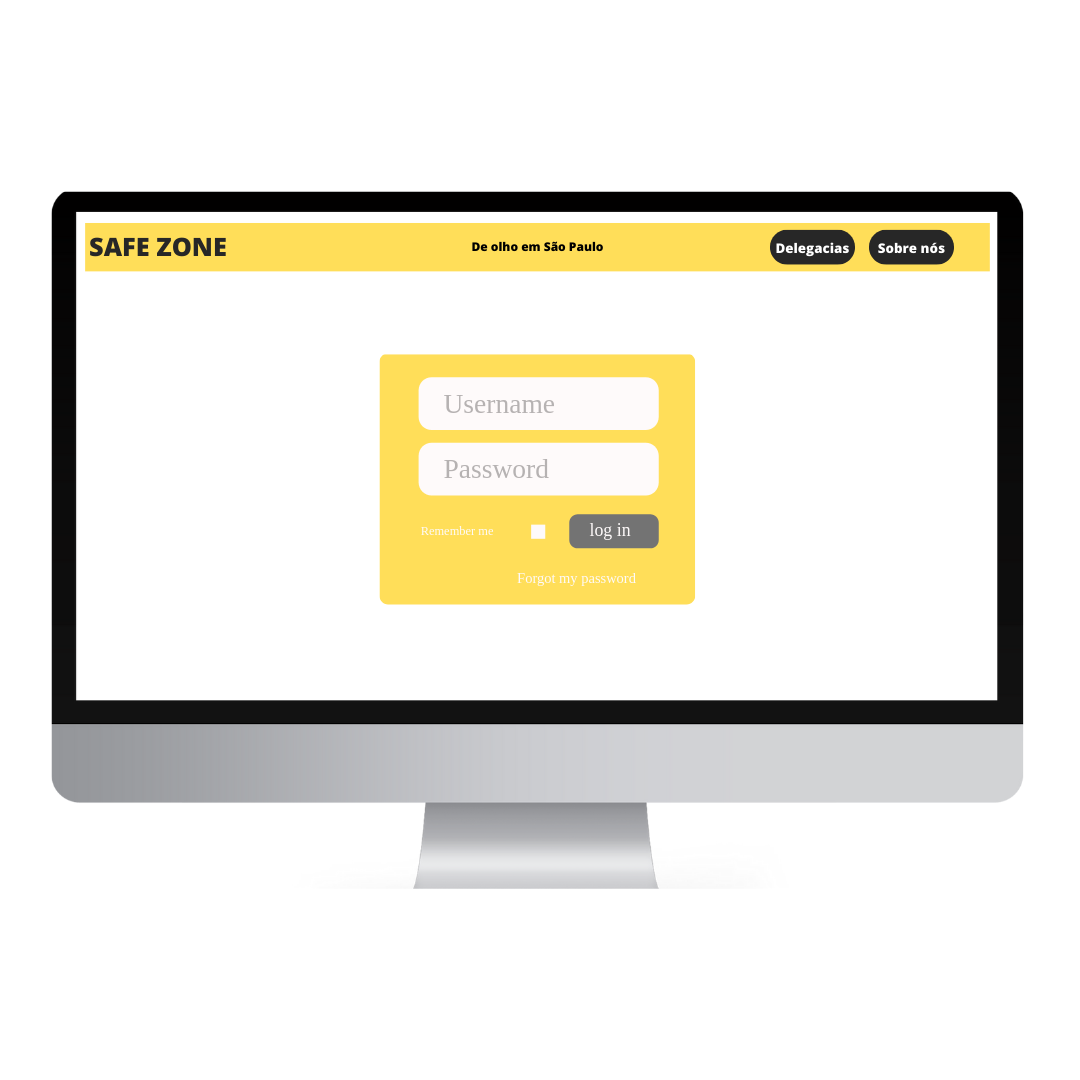 SAFE ZONE
De olho em São Paulo
Delegacias
Sobre nós
Username
Password
Remember me
log in
Forgot my password